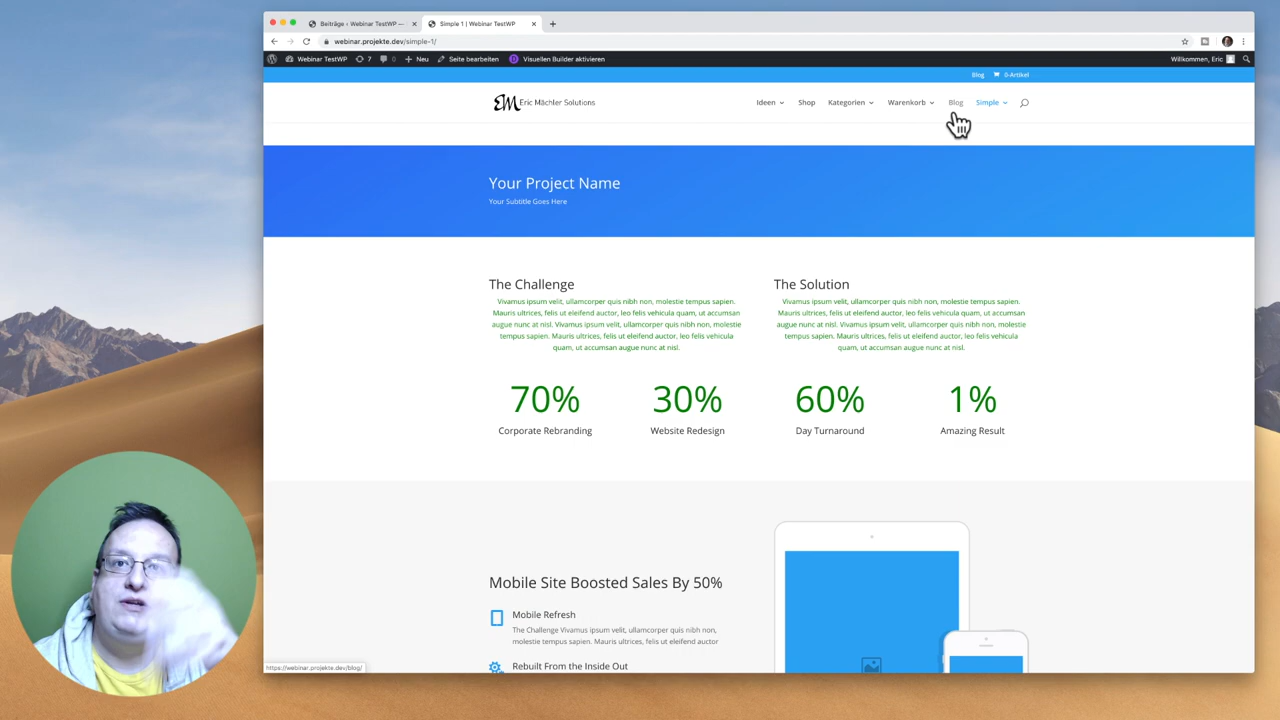 Beiträge ‹ Webinar TestWP —
Simple 1 | Webinar TestWP
webinar.projekte.dev/simple-1/
Webinar TestWP
7
0
Neu
Seite bearbeiten
Visuellen Builder aktivieren
Willkommen, Eric
Blog
0-Artikel
EM Eric Mächler Solutions
Ideen
Shop
Kategorien
Warenkorb
Blog
Simple
Your Project Name
Your Subtitle Goes Here
The Challenge
Vivamus ipsum velit, ullamcorper quis nibh non, molestie tempus sapien.
Mauris ultrices, felis ut eleifend auctor, leo felis vehicula quam, ut accumsan
augue nunc at nisl. Vivamus ipsum velit, ullamcorper quis nibh non, molestie
tempus sapien. Mauris ultrices, felis ut eleifend auctor, leo felis vehicula
quam, ut accumsan augue nunc at nisl.
The Solution
Vivamus ipsum velit, ullamcorper quis nibh non, molestie tempus sapien.
Mauris ultrices, felis ut eleifend auctor, leo felis vehicula quam, ut accumsan
augue nunc at nisl. Vivamus ipsum velit, ullamcorper quis nibh non, molestie
tempus sapien. Mauris ultrices, felis ut eleifend auctor, leo felis vehicula
quam, ut accumsan augue nunc at nisl.
70%
Corporate Rebranding
30%
Website Redesign
60%
Day Turnaround
1%
Amazing Result
Mobile Site Boosted Sales By 50%
Mobile Refresh
The Challenge Vivamus ipsum velit, ullamcorper quis nibh non,
molestie tempus sapien. Mauris ultrices, felis ut eleifend auctor
Rebuilt From the Inside Out
https://webinar.projekte.dev/blog/